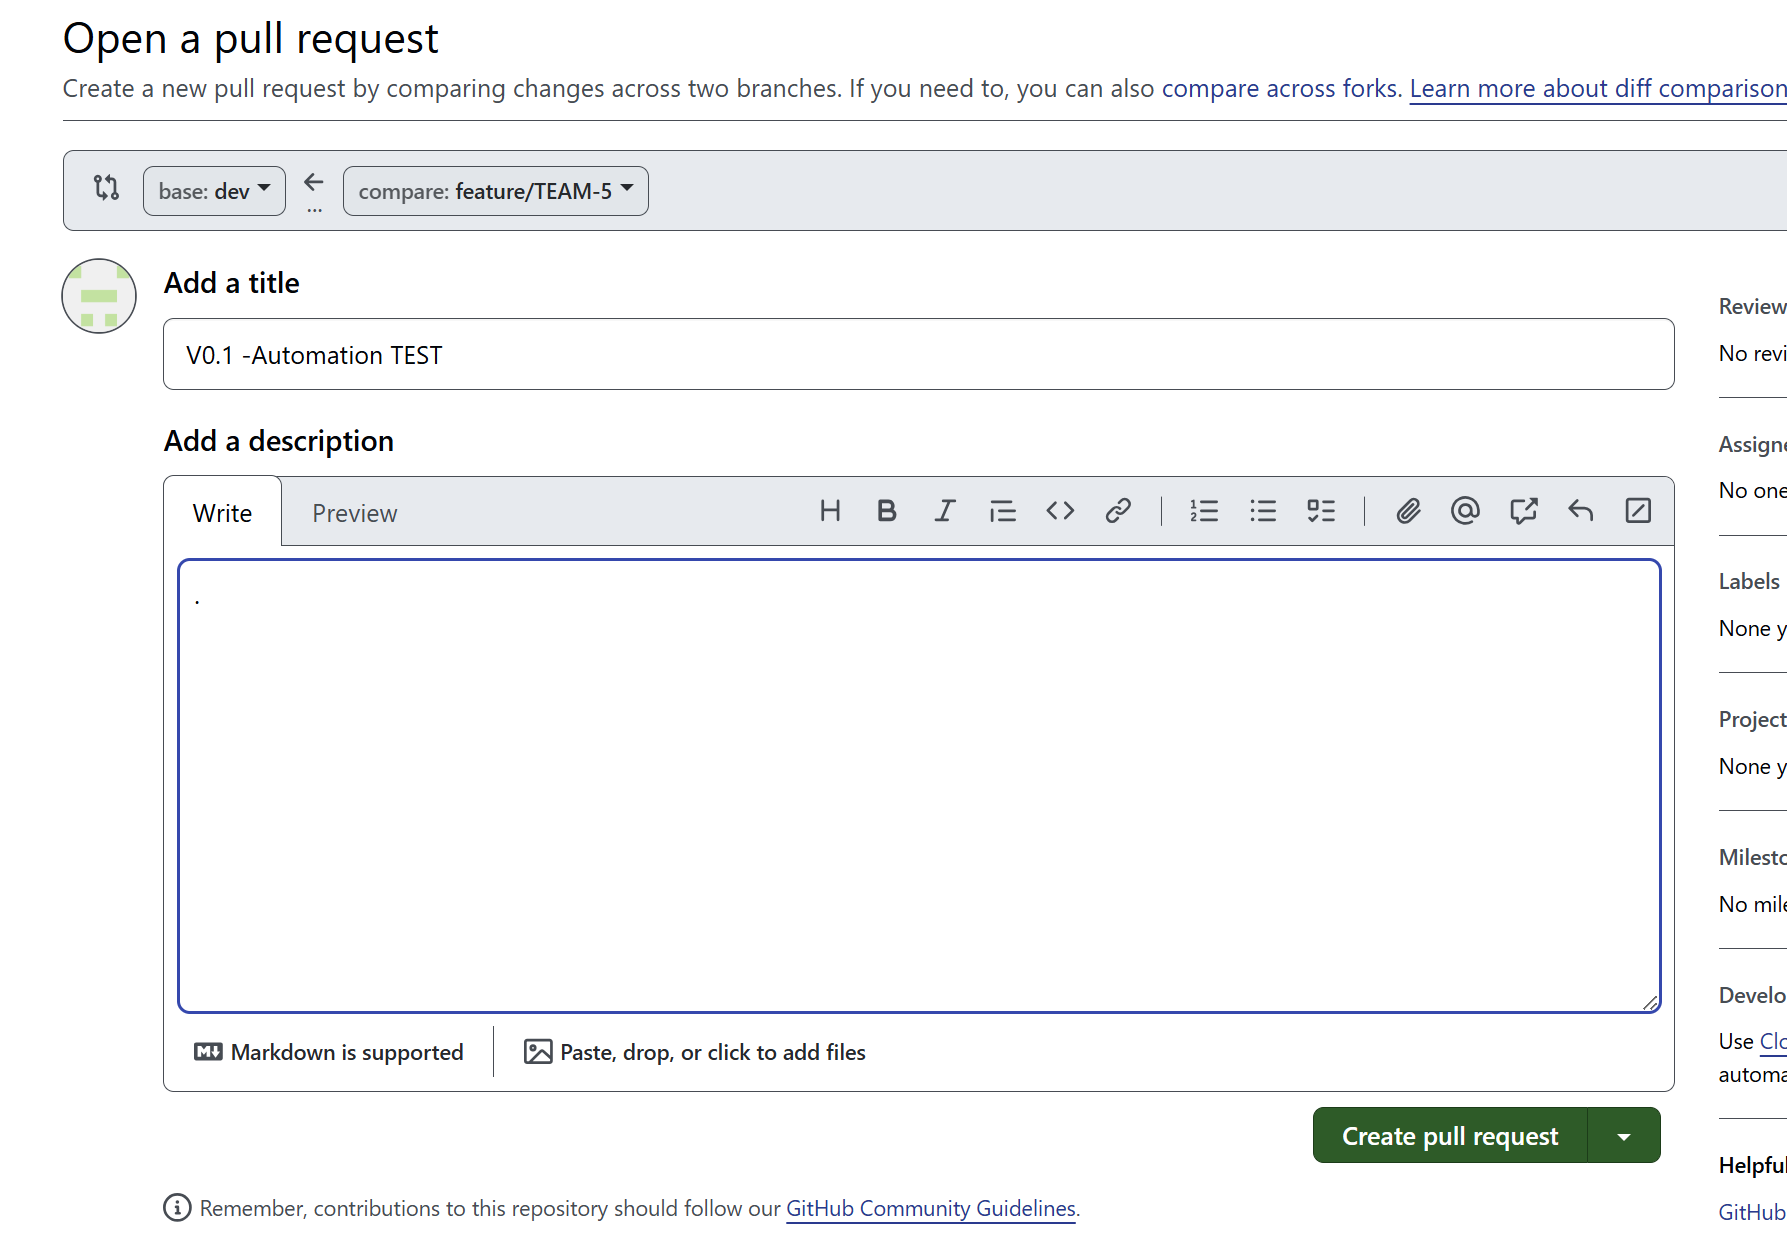 Open a pull request
Create a new pull request by comparing changes across two branches. If you need to, you can also compare across forks. Learn more about diff comparison
base: dev
...
compare: feature/TEAM-5
Add a title
V0.1 -Automation TEST
Add a description
Write
Preview
H B I
@
.
Markdown is supported
Paste, drop, or click to add files
Create pull request
Remember, contributions to this repository should follow our GitHub Community Guidelines.
Review
No revi
Assigne
No one
Labels
None y
Project
None y
Milesto
No mile
Develo
Use Clo
automa
Helpful
GitHub